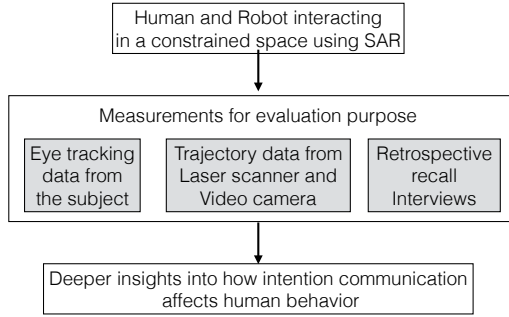 Human and Robot interacting
in a constrained space using SAR
Measurements for evaluation purpose
Eye tracking
data from
the subject
Trajectory data from
Laser scanner and
Video camera
Retrospective
recall
Interviews
Deeper insights into how intention communication
affects human behavior